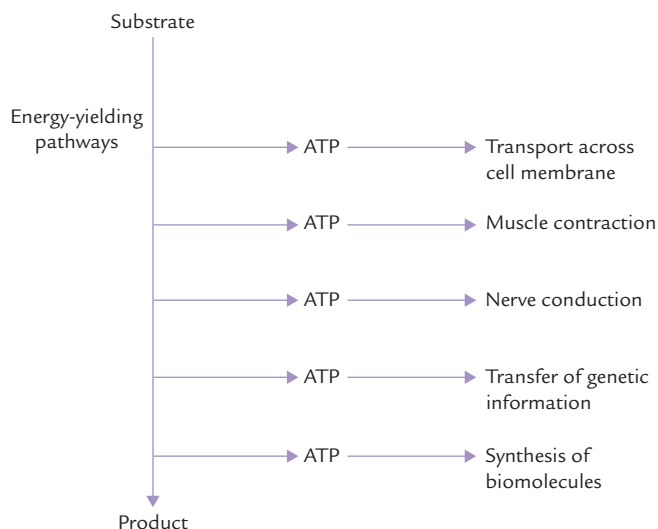 Substrate
Energy-yielding
pathways
ATP
Transport across
cell membrane
ATP
Muscle contraction
ATP
Nerve conduction
ATP
Transfer of genetic
information
ATP
Synthesis of
biomolecules
Product